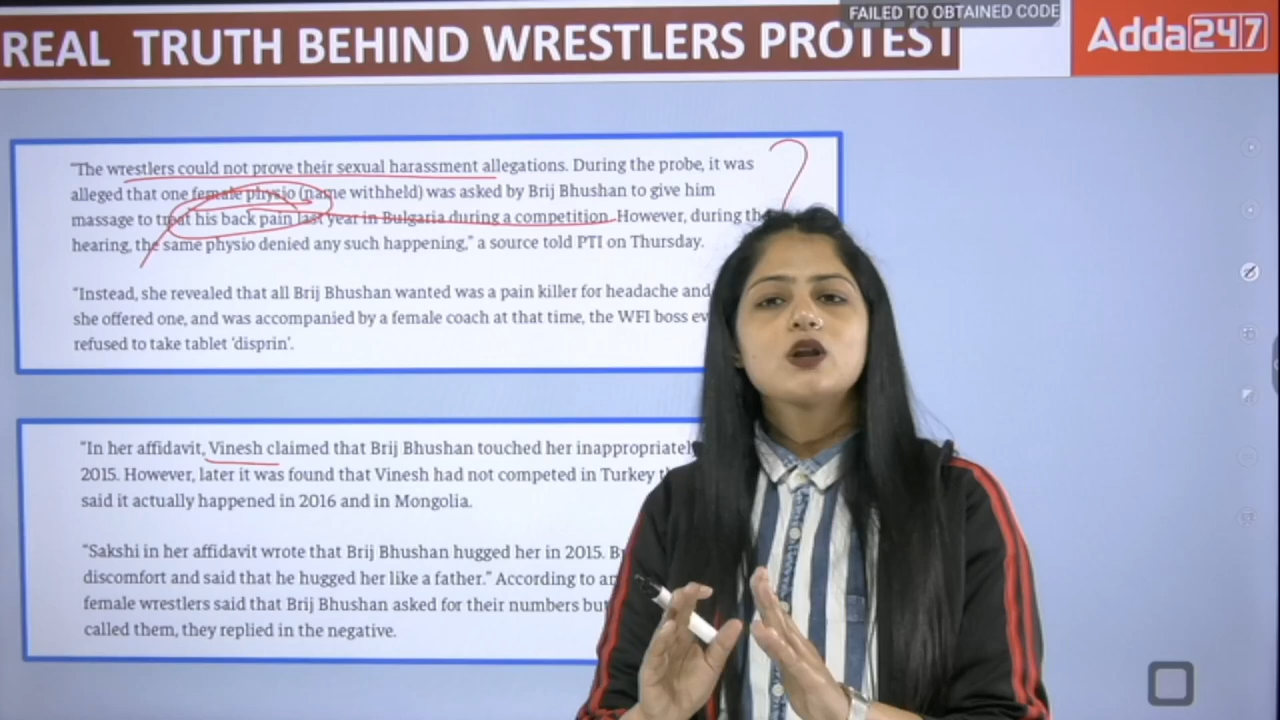 FAILED TO OBTAINED CODE
REAL TRUTH BEHIND WRESTLERS PROTEST
Adda247
"The wrestlers could not prove their sexual harassment allegations. During the probe, it was
alleged that one female physio (name withheld) was asked by Brij Bhushan to give him
massage to treat his back pain last year in Bulgaria during a competition. However, during
hearing, the same physio denied any such happening," a source told PTI on Thursday.
"Instead, she revealed that all Brij Bhushan wanted was a pain killer for headache and
she offered one, and was accompanied by a female coach at that time, the WFI boss
refused to take tablet 'disprin'.
"In her affidavit, Vinesh claimed that Brij Bhushan touched her
2015. However, later it was found that Vinesh had not competed in Turkey
said it actually happened in 2016 and in Mongolia.
"Sakshi in her affidavit wrote that Brij Bhushan hugged her in 2015.
discomfort and said that he hugged her like a father." According to
female wrestlers said that Brij Bhushan asked for their numbers
called them, they replied in the negative.